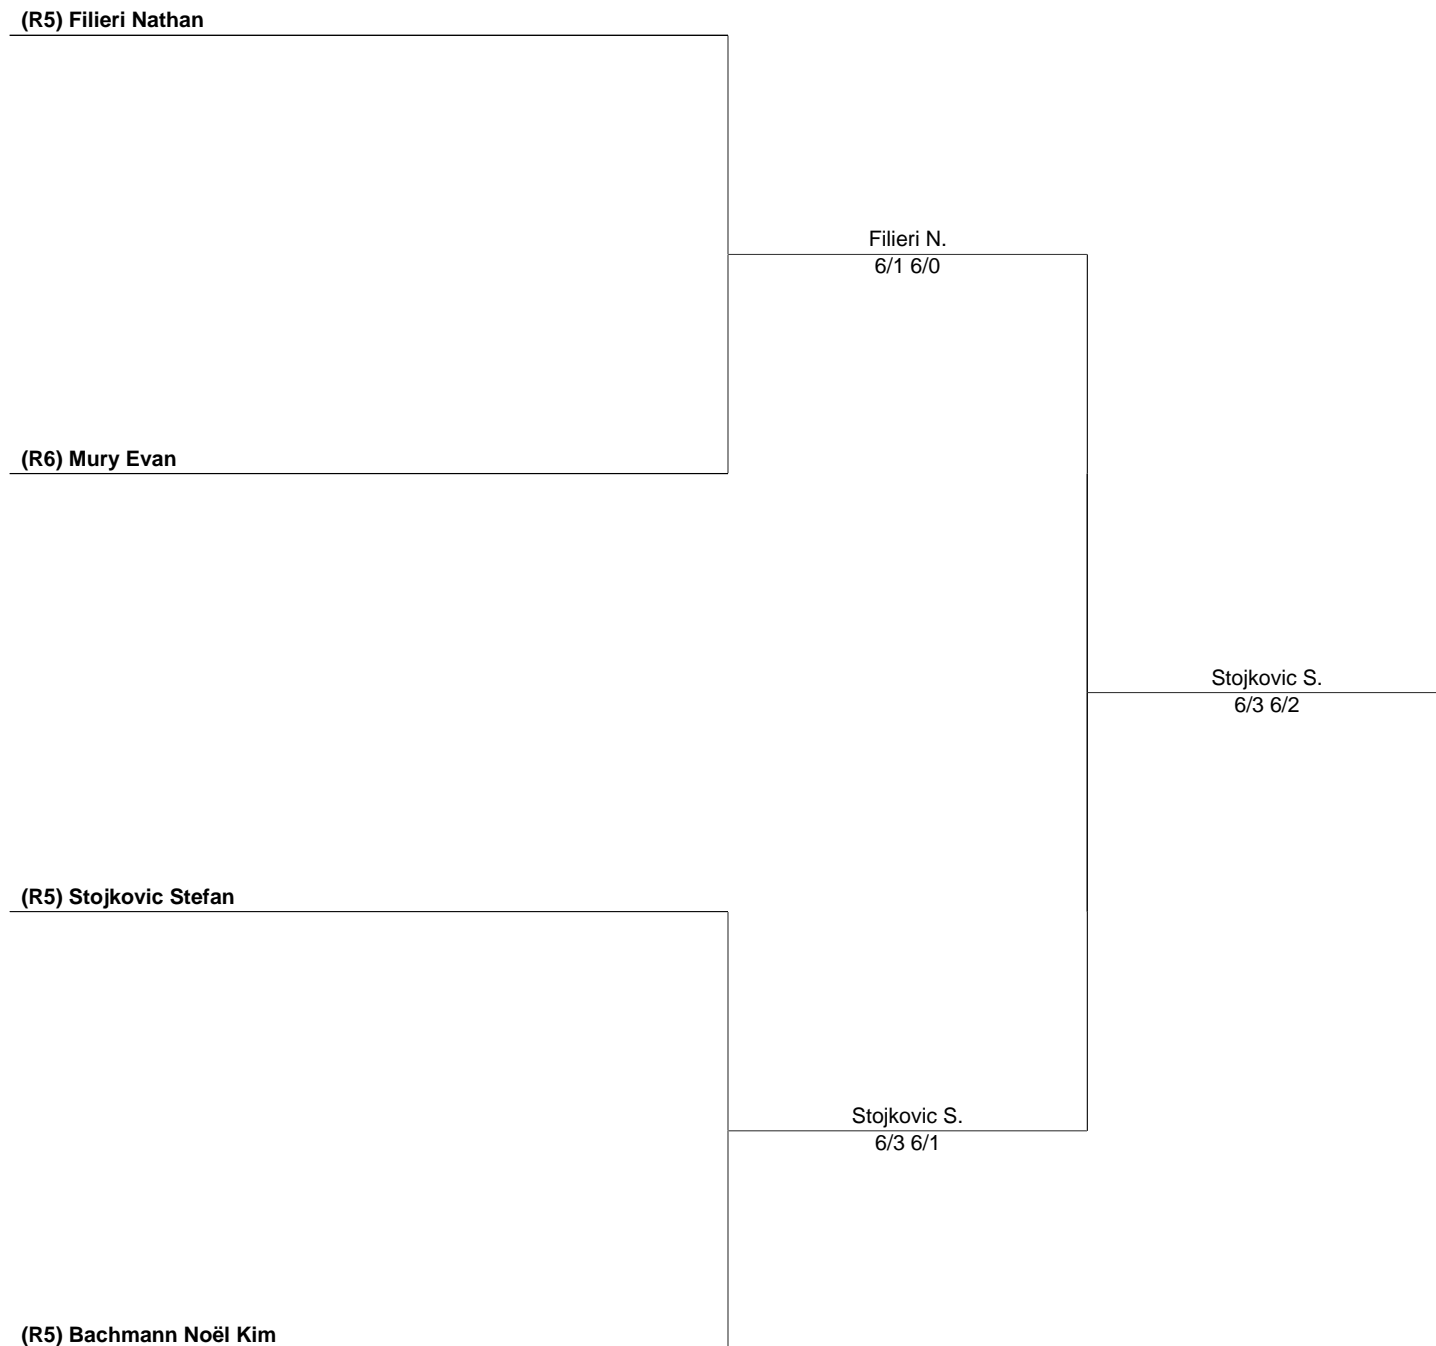 (R5) Filieri Nathan
Filieri N.
6/1 6/0
(R6) Mury Evan
Stojkovic S.
6/3 6/2
(R5) Stojkovic Stefan
Stojkovic S.
6/3 6/1
(R5) Bachmann Noël Kim